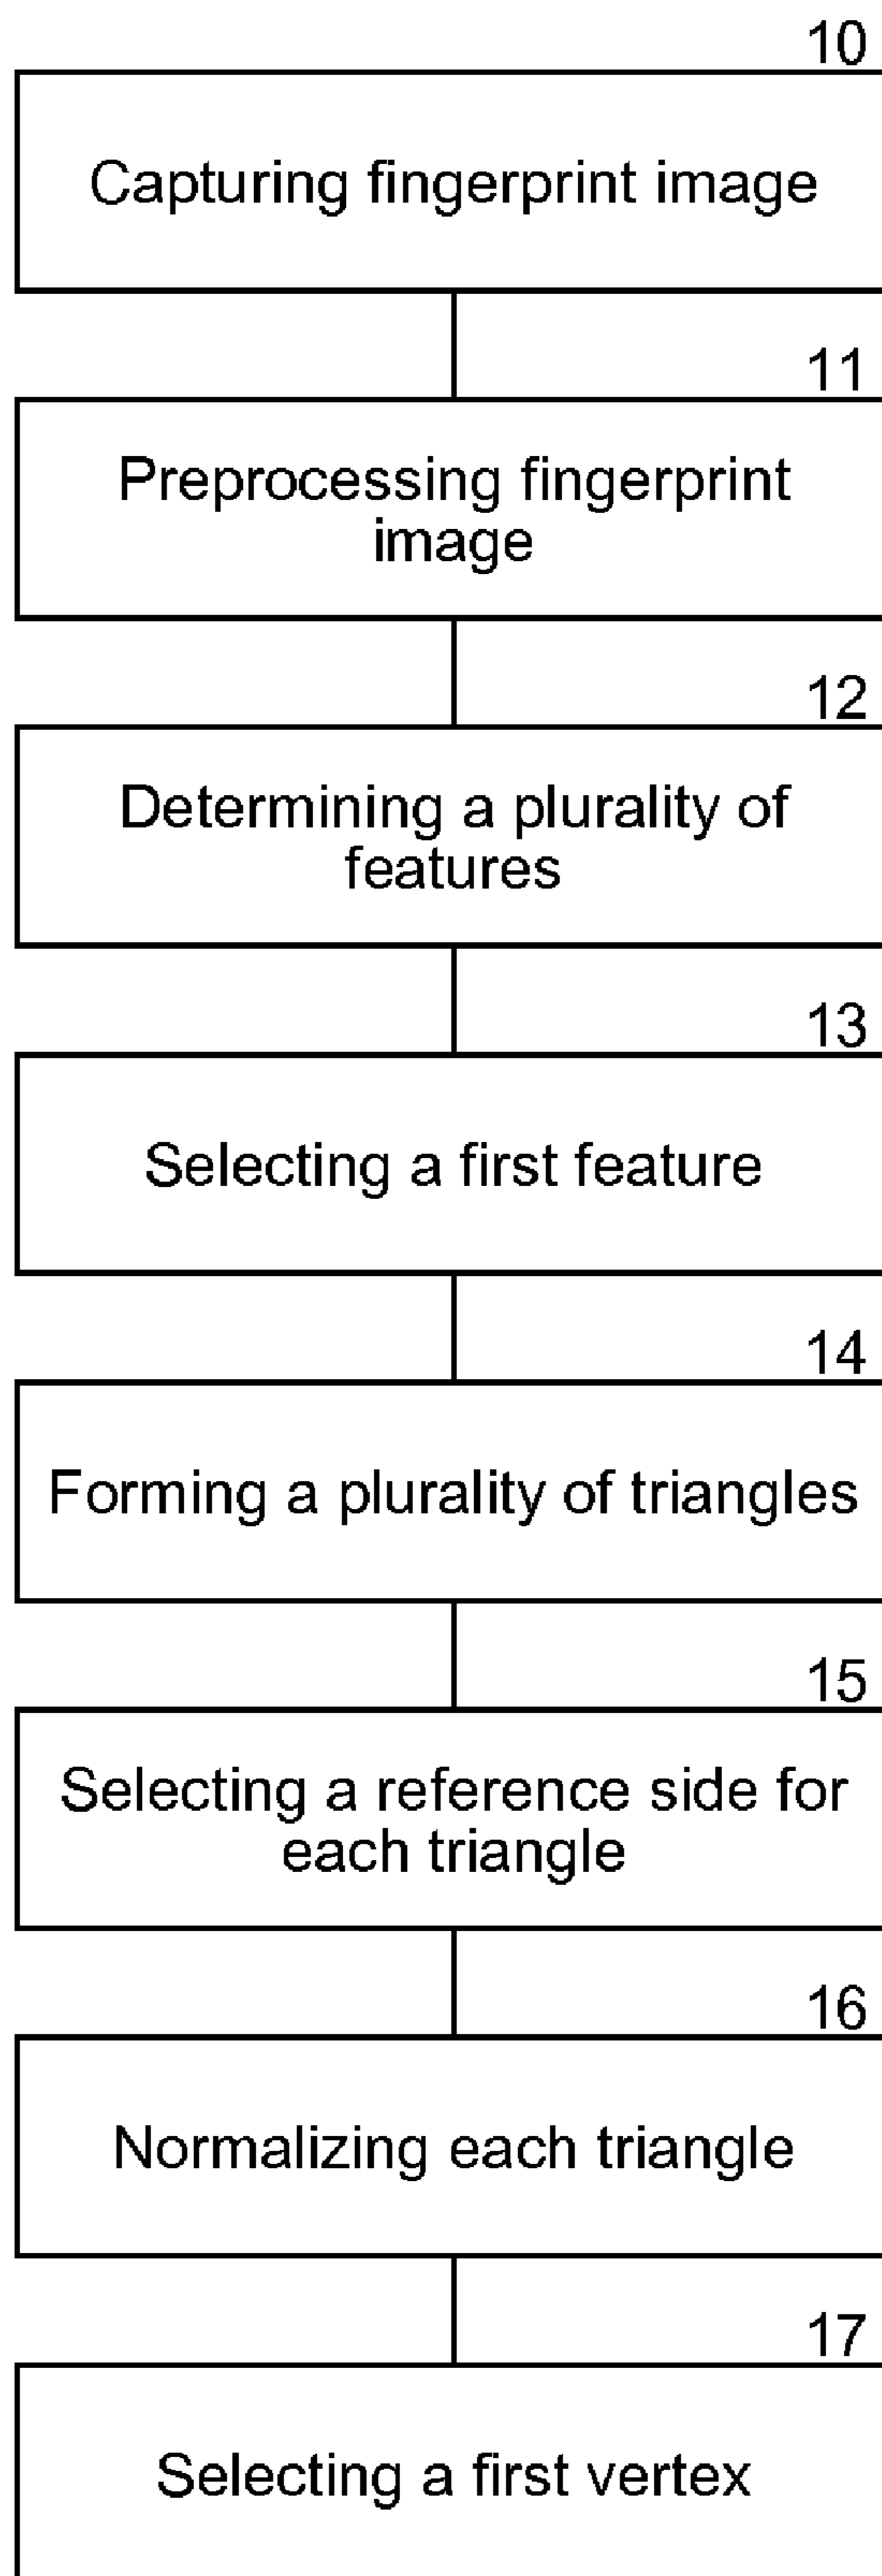 10
Capturing fingerprint image
11
Preprocessing fingerprint
image
12
Determining a plurality of
features
13
Selecting a first feature
14
Forming a plurality of triangles
15
Selecting a reference side for
each triangle
16
Normalizing each triangle
17
Selecting a first vertex